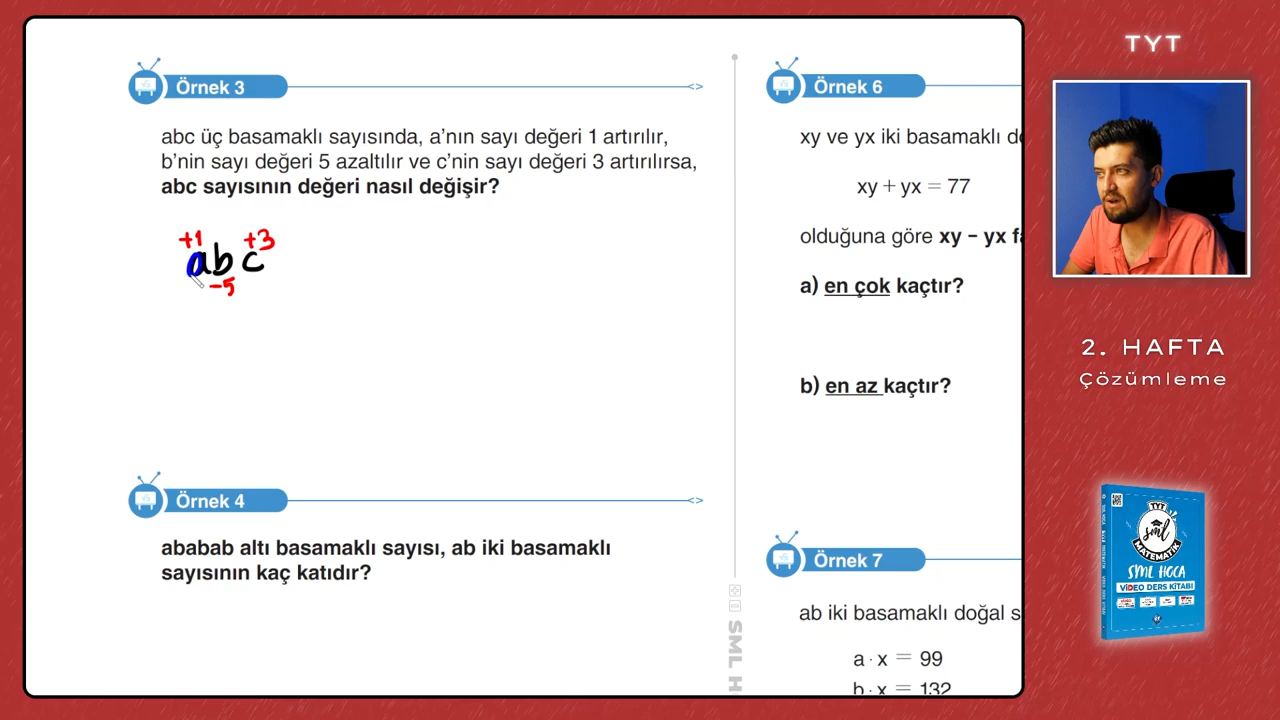 Örnek 3
abc üç basamaklı sayısında, a’nın sayı değeri 1 artırılır,
b’nin sayı değeri 5 azaltılır ve c’nin sayı değeri 3 artırılırsa,
abc sayısının değeri nasıl değişir?
+1 +3
abc
-5
Örnek 4
ababab altı basamaklı sayısı, ab iki basamaklı
sayısının kaç katıdır?
SML H
Örnek 6
xy ve yx iki basamaklı do
xy + yx = 77
olduğuna göre xy – yx fa
a) en çok kaçtır?
b) en az kaçtır?
Örnek 7
ab iki basamaklı doğal s
a · x = 99
b · x = 132
TYT
2. HAFTA
Çözümleme
TYT
sml
MATEMATİK
SML HOCA
VİDEO DERS KİTABI